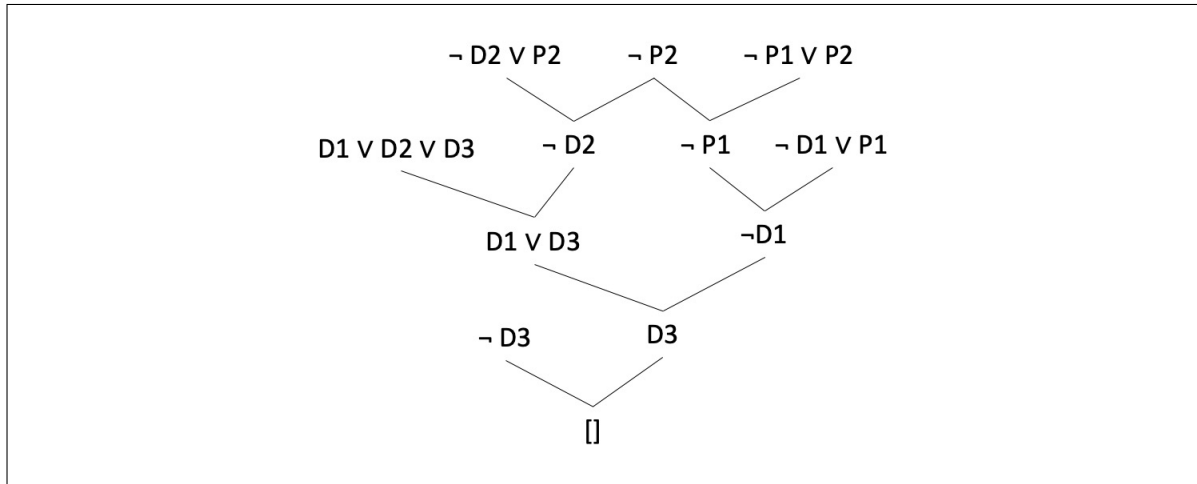 ¬ D2 ∨ P2 ¬ P2 ¬ P1 ∨ P2
D1 ∨ D2 ∨ D3 ¬ D2 ¬ P1 ¬ D1 ∨ P1
D1 ∨ D3 ¬D1
¬ D3 D3
[]